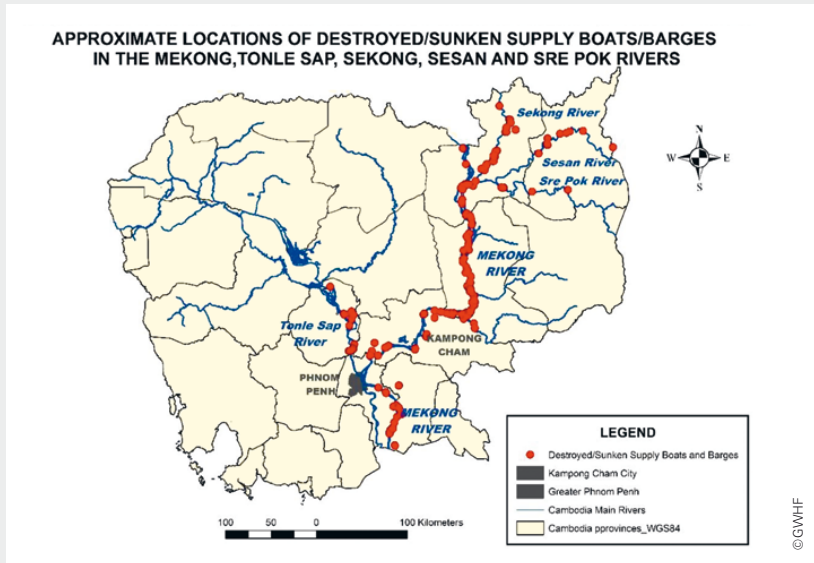 APPROXIMATE LOCATIONS OF DESTROYED/SUNKEN SUPPLY BOATS/BARGES
IN THE MEKONG,TONLE SAP, SEKONG, SESAN AND SRE POK RIVERS
Sekong River
N
W
E
S
Sesan River
Sre Pok River
MEKONG
RIVER
Tonle Sap
River
KAMPONG
CHAM
PHNOM
PENH
MEKONG
RIVER
LEGEND
Destroyed/Sunken Supply Boats and Barges
Kampong Cham City
Greater Phnom Penh
Cambodia Main Rivers
Cambodia pprovinces_WGS84
100 50 0 100 Kilometers
©GWHF